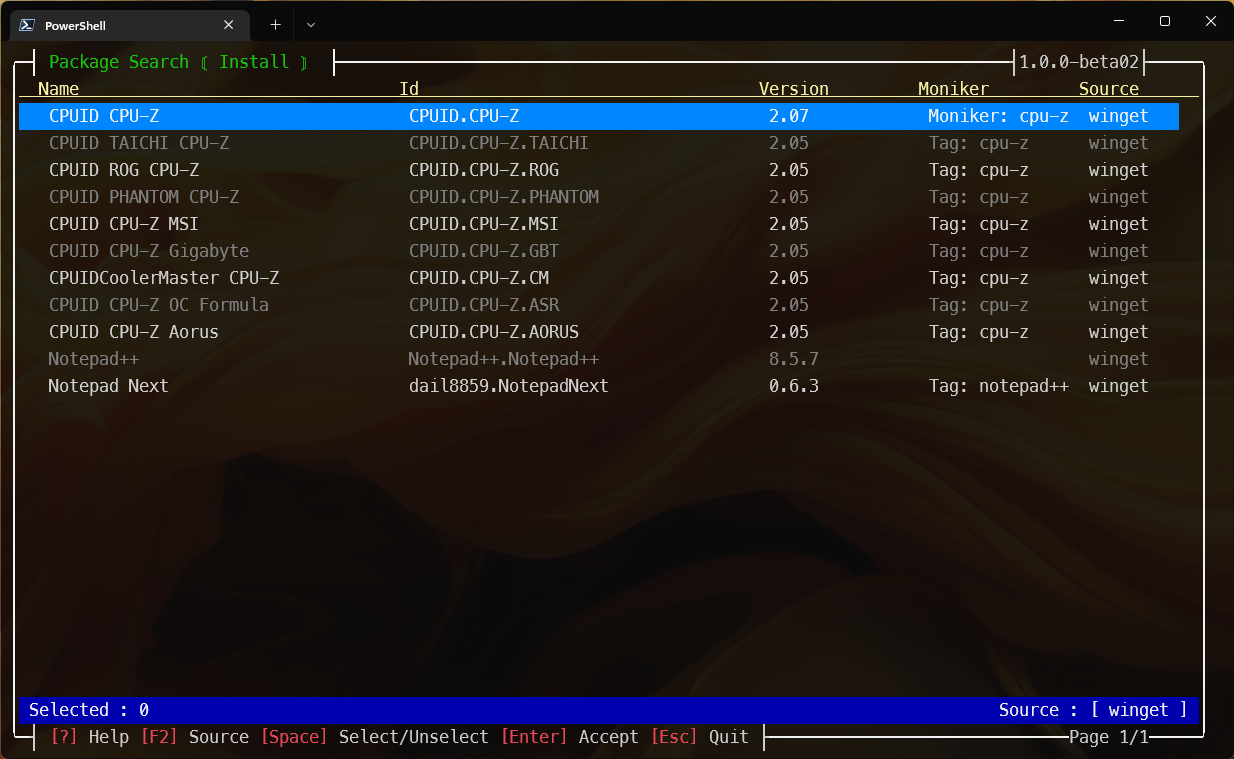 PowerShell
Package Search ⟦ Install ⟧ 1.0.0-beta02
Name Id Version Moniker Source
CPUID CPU-Z CPUID.CPU-Z 2.07 Moniker: cpu-z winget
CPUID TAICHI CPU-Z CPUID.CPU-Z.TAICHI 2.05 Tag: cpu-z winget
CPUID ROG CPU-Z CPUID.CPU-Z.ROG 2.05 Tag: cpu-z winget
CPUID PHANTOM CPU-Z CPUID.CPU-Z.PHANTOM 2.05 Tag: cpu-z winget
CPUID CPU-Z MSI CPUID.CPU-Z.MSI 2.05 Tag: cpu-z winget
CPUID CPU-Z Gigabyte CPUID.CPU-Z.GBT 2.05 Tag: cpu-z winget
CPUIDCoolerMaster CPU-Z CPUID.CPU-Z.CM 2.05 Tag: cpu-z winget
CPUID CPU-Z OC Formula CPUID.CPU-Z.ASR 2.05 Tag: cpu-z winget
CPUID CPU-Z Aorus CPUID.CPU-Z.AORUS 2.05 Tag: cpu-z winget
Notepad++ Notepad++.Notepad++ 8.5.7 winget
Notepad Next dail8859.NotepadNext 0.6.3 Tag: notepad++ winget
Selected : 0 Source : [ winget ]
[?] Help [F2] Source [Space] Select/Unselect [Enter] Accept [Esc] Quit Page 1/1